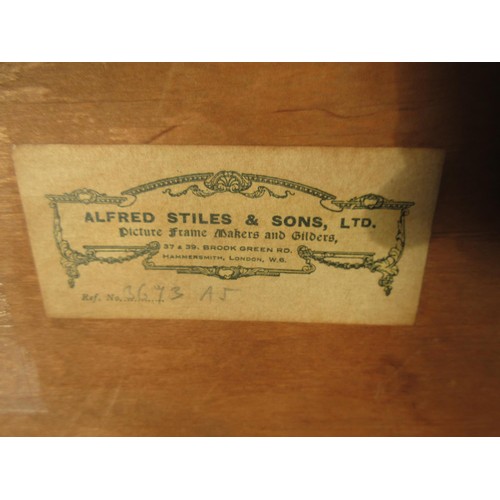 ALFRED STILES & SONS, LTD.
Picture Frame Makers and Gilders,
37 & 39, BROOK GREEN RD.
HAMMERSMITH, LONDON, W.6.
Ref. No. 3673 15